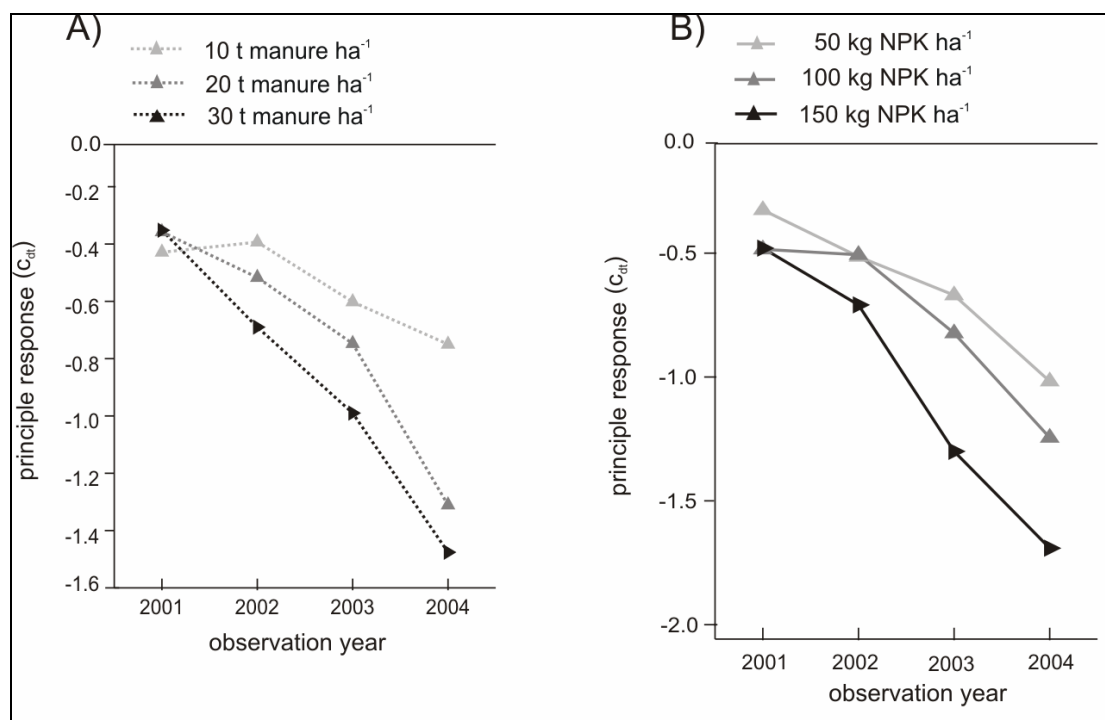 A)
10 t manure ha-1
20 t manure ha-1
30 t manure ha-1
0.0
-0.2
-0.4
-0.6
-0.8
-1.0
-1.2
-1.4
-1.6
principle response (cdt)
2001 2002 2003 2004
observation year
B)
50 kg NPK ha-1
100 kg NPK ha-1
150 kg NPK ha-1
0.0
-0.5
-1.0
-1.5
-2.0
principle response (cdt)
2001 2002 2003 2004
observation year